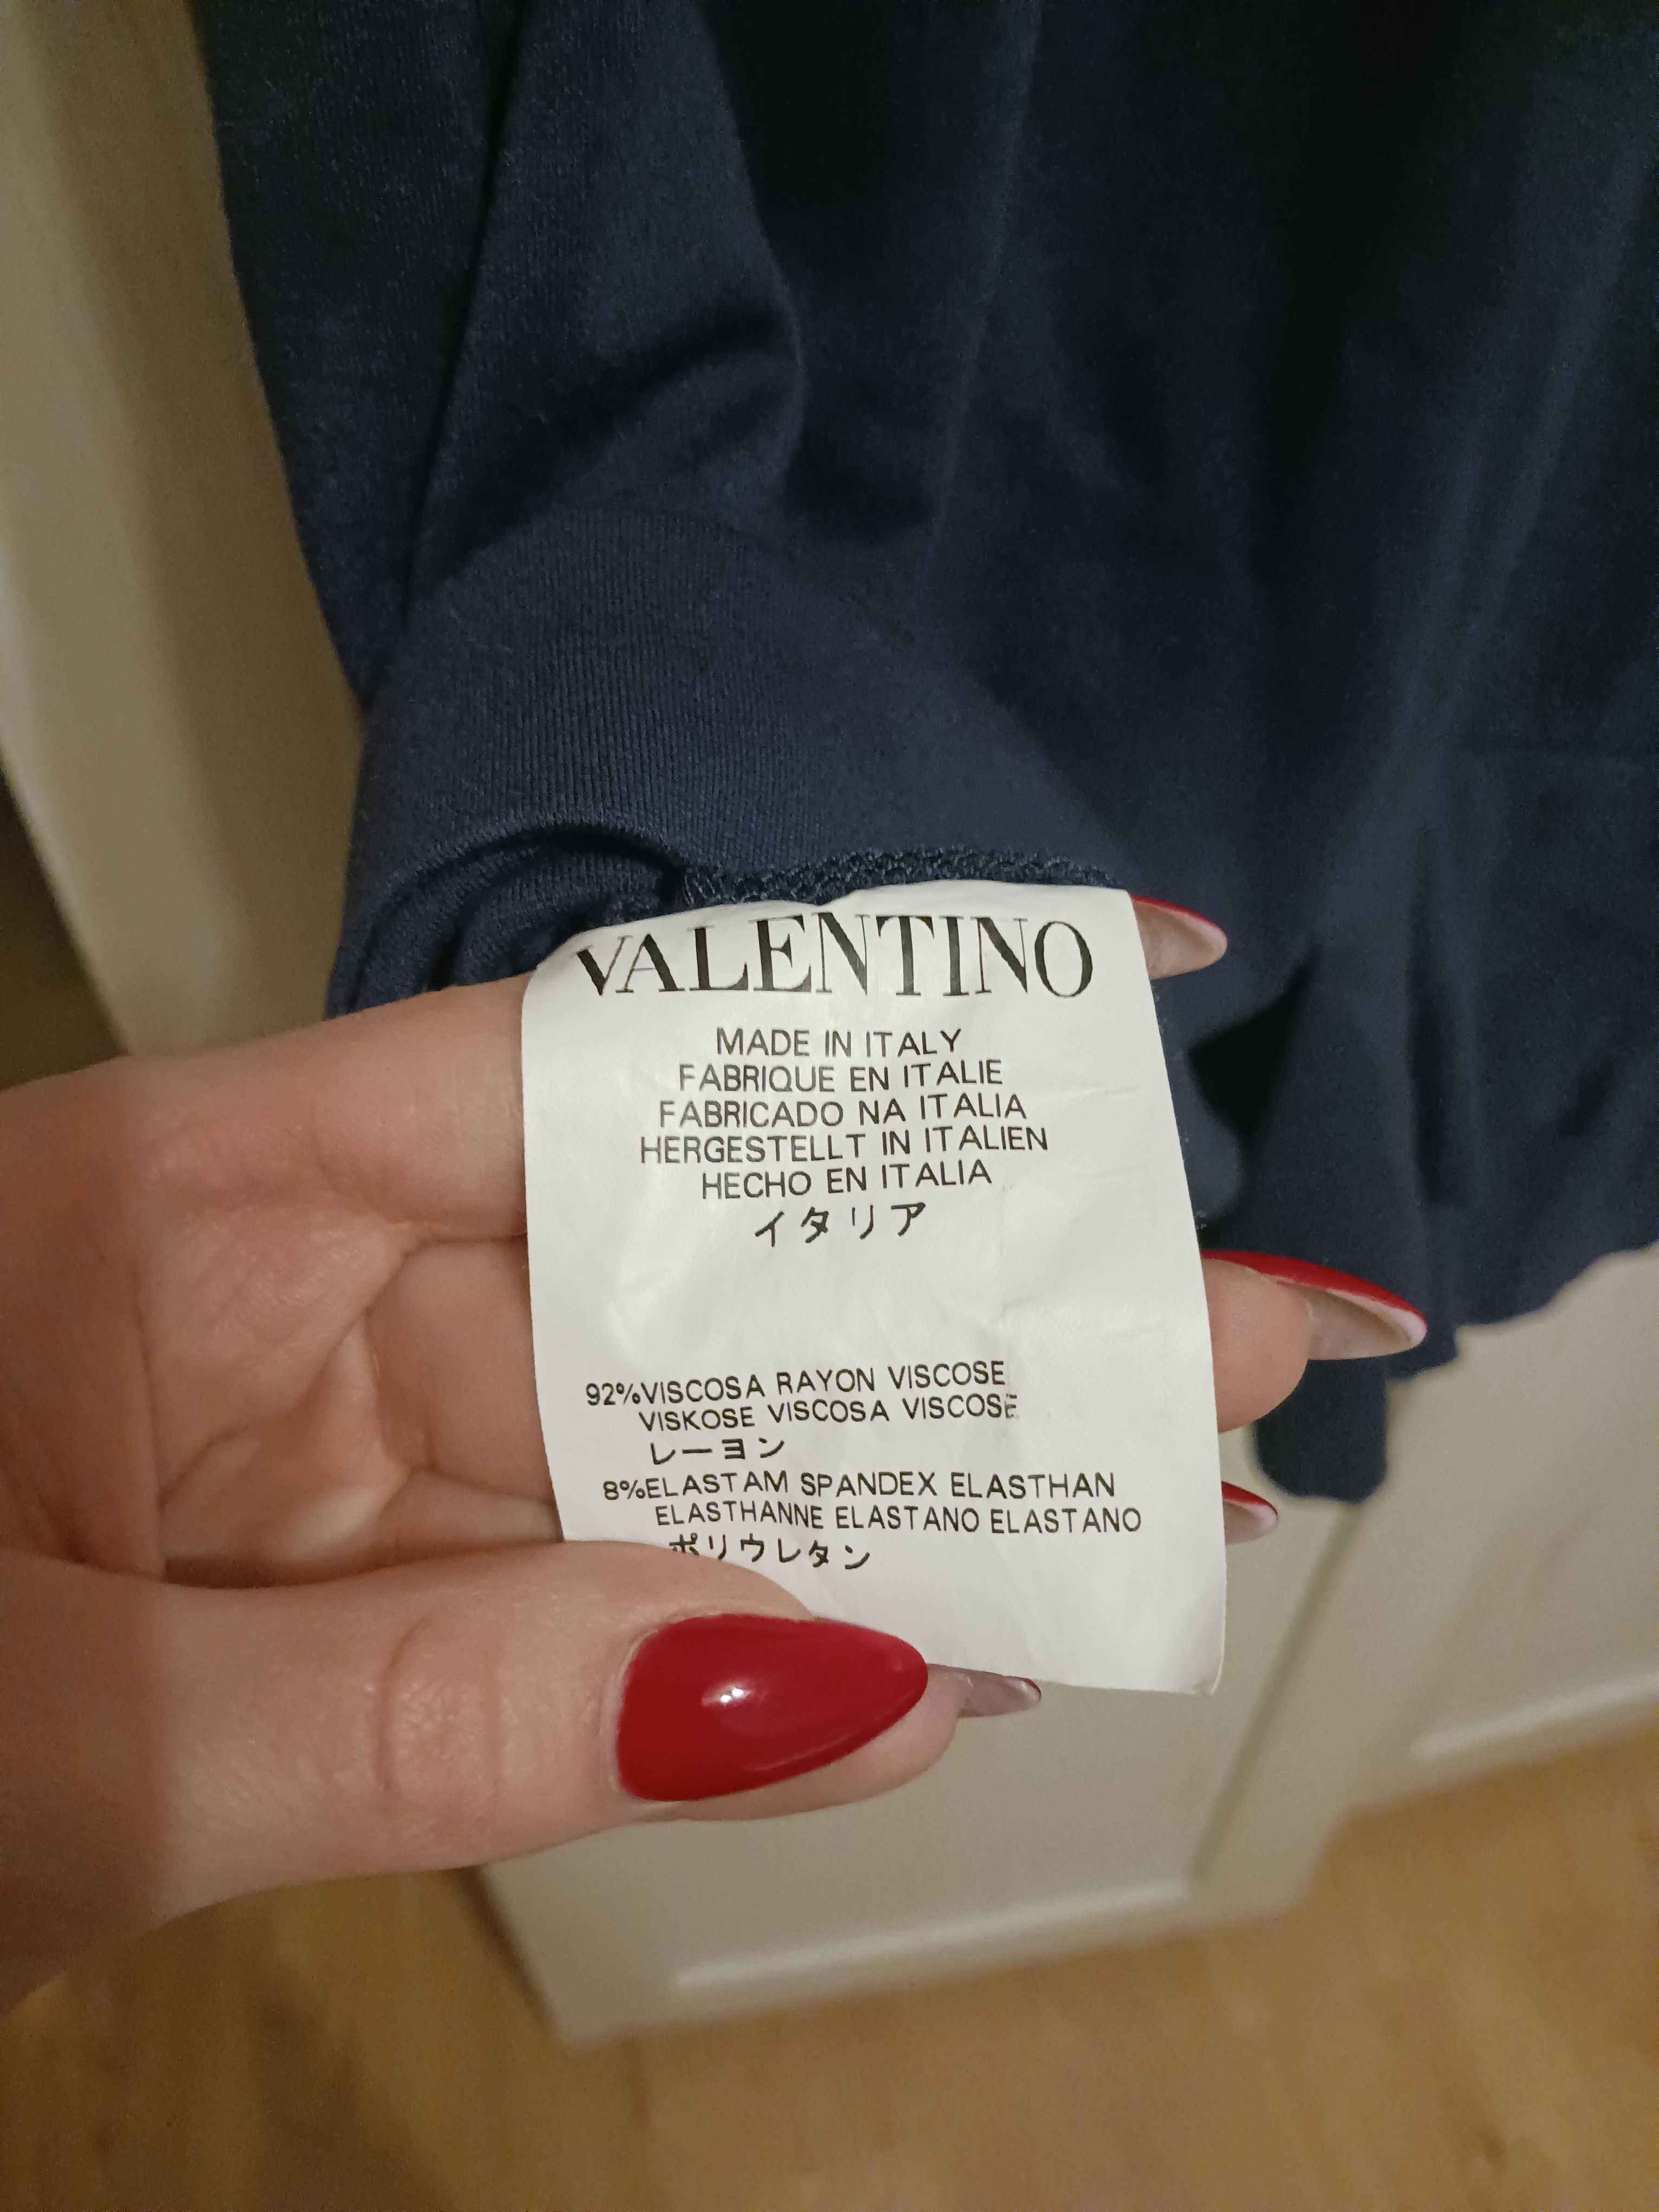 VALENTINO
MADE IN ITALY
FABRIQUE EN ITALIE
FABRICADO NA ITALIA
HERGESTELLT IN ITALIEN
HECHO EN ITALIA
イタリア
92%VISCOSA RAYON VISCOSE
VISKOSE VISCOSA VISCOSE
レーヨン
8%ELASTAM SPANDEX ELASTHAN
ELASTHANNE ELASTANO ELASTANO
ポリウレタン